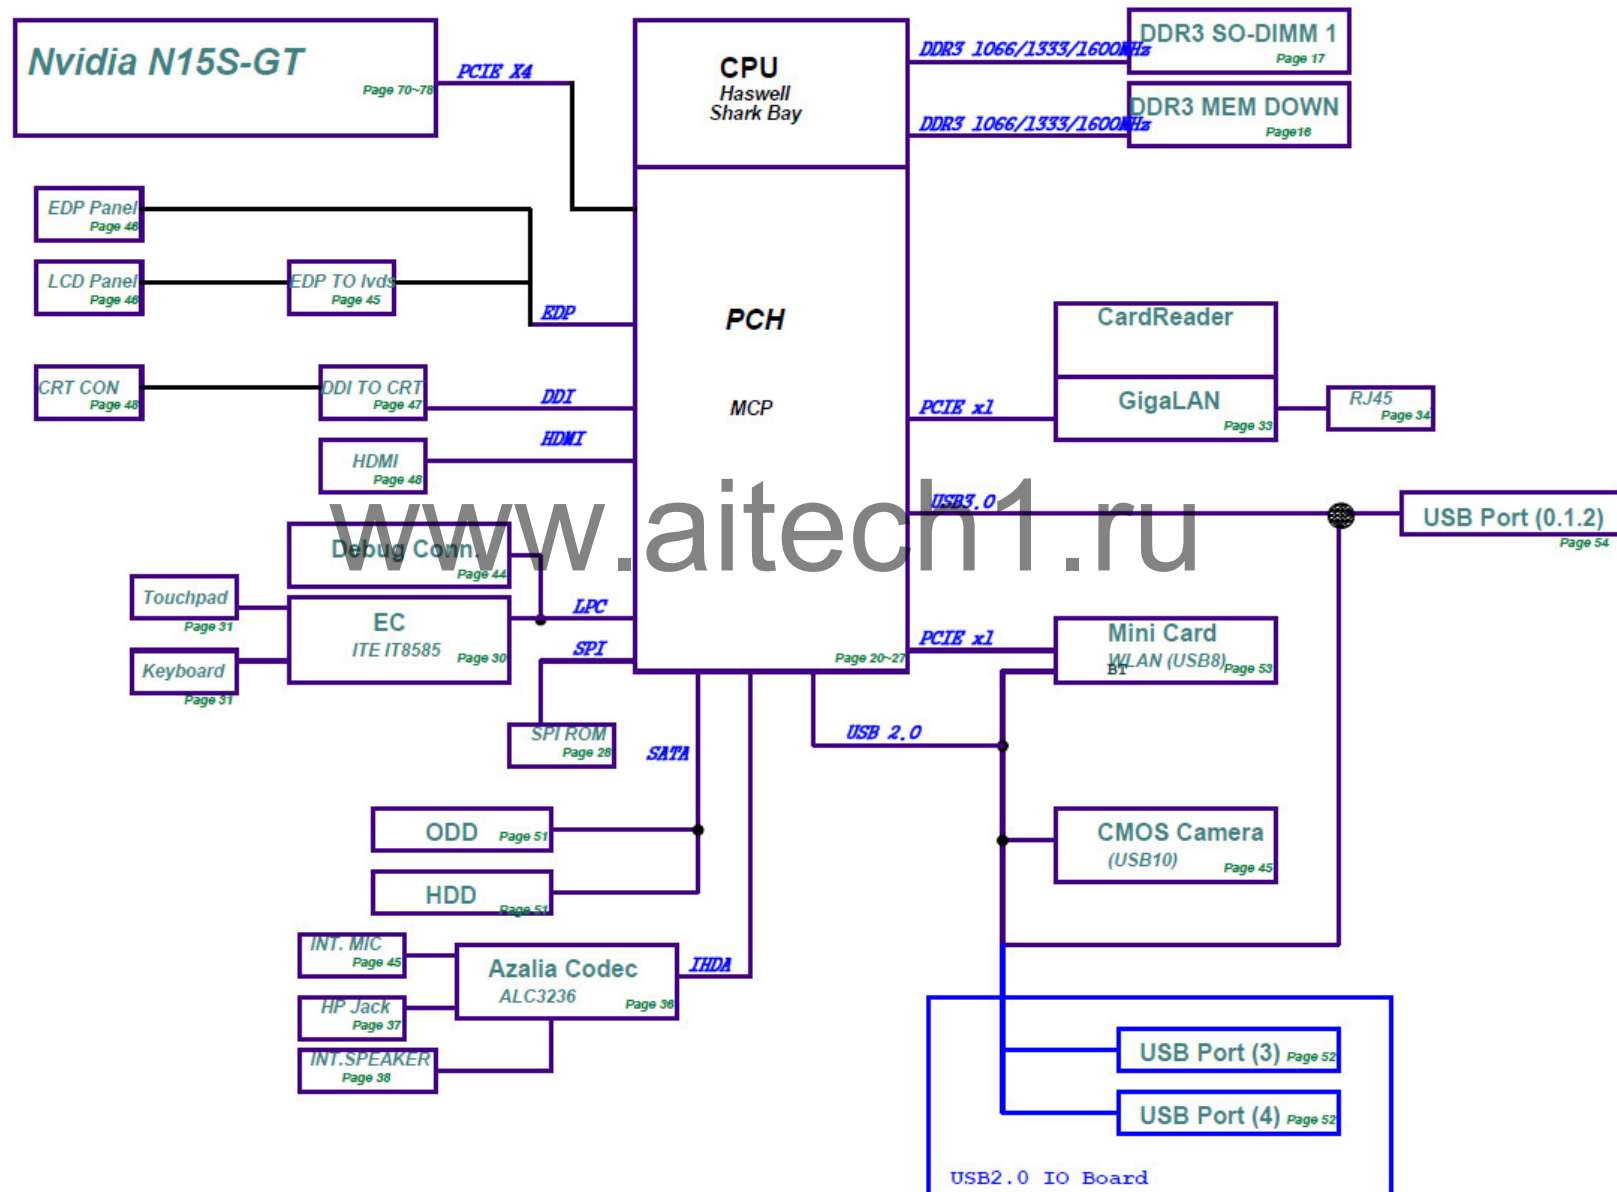 Nvidia N15S-GT
Page 70~78
PCIE X4
CPU
Haswell
Shark Bay
DDR3 1066/1333/1600MHz
DDR3 SO-DIMM 1
Page 17
DDR3 1066/1333/1600MHz
DDR3 MEM DOWN
Page16
EDP Panel
Page 46
LCD Panel
Page 46
EDP TO lvds
Page 45
EDP
PCH
MCP
CRT CON
Page 48
DDI TO CRT
Page 47
DDI
HDMI
HDMI
Page 48
CardReader
GigaLAN
Page 33
PCIE x1
RJ45
Page 34
www.aitech1.ru
USB3.0
USB Port (0.1.2)
Page 54
Debug Conn.
Page 44
Touchpad
Page 31
Keyboard
Page 31
EC
ITE IT8585
Page 30
LPC
SPI
Page 20~27
PCIE x1
Mini Card
WLAN (USB8)
BT
Page 53
SPI ROM
Page 28
SATA
USB 2.0
ODD
Page 51
HDD
Page 51
CMOS Camera
(USB10)
Page 45
INT. MIC
Page 45
HP Jack
Page 37
INT.SPEAKER
Page 38
Azalia Codec
ALC3236
Page 36
IHDA
USB Port (3) Page 52
USB Port (4) Page 52
USB2.0 IO Board